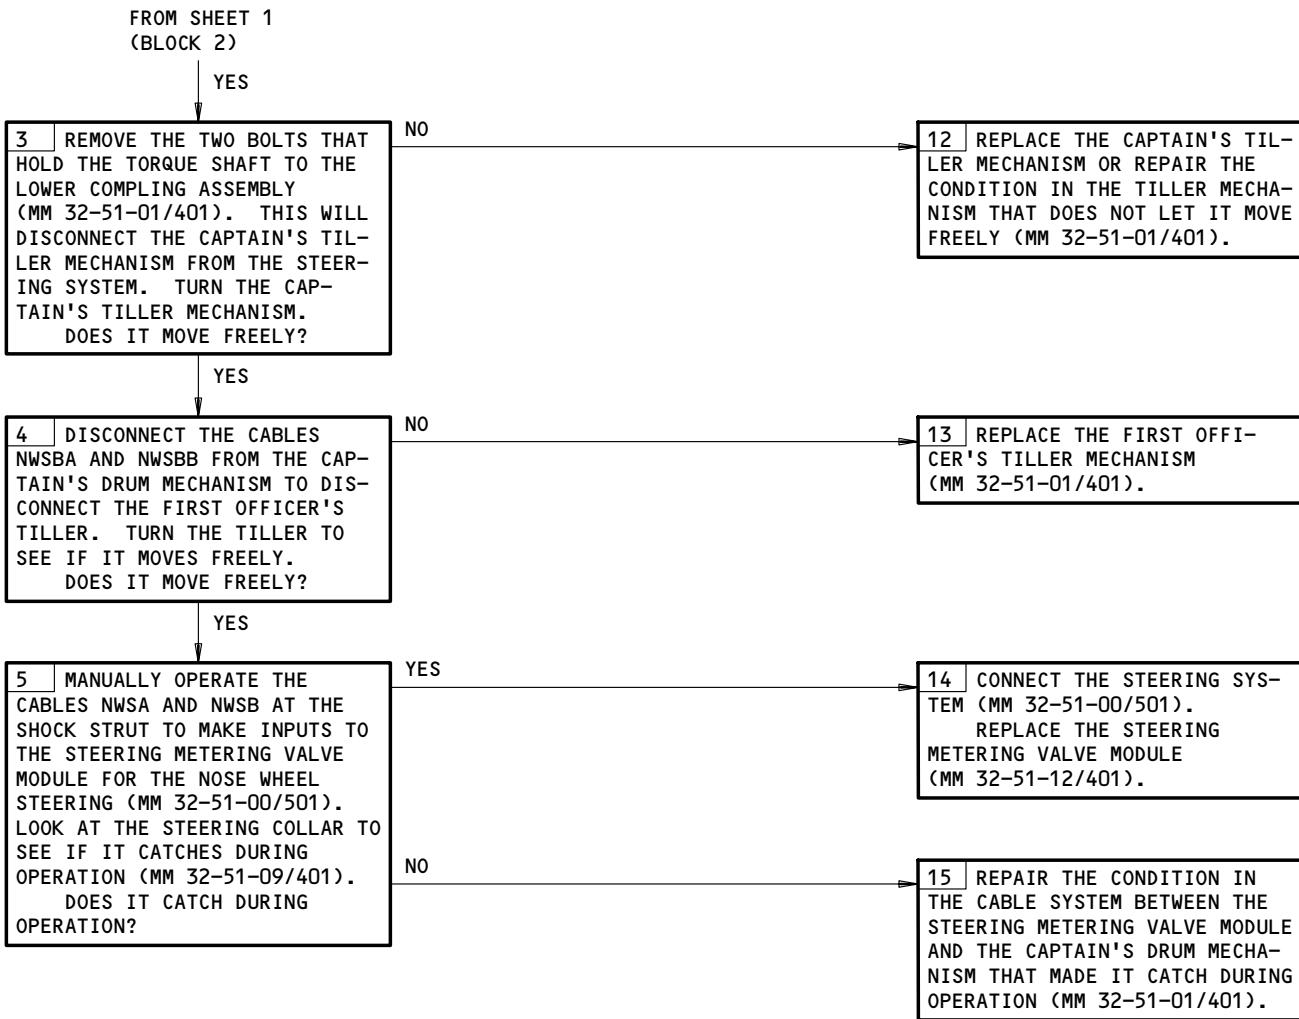 FROM SHEET 1
(BLOCK 2)
YES
3 REMOVE THE TWO BOLTS THAT
HOLD THE TORQUE SHAFT TO THE
LOWER COMPLING ASSEMBLY
(MM 32-51-01/401). THIS WILL
DISCONNECT THE CAPTAIN'S TIL-
LER MECHANISM FROM THE STEER-
ING SYSTEM. TURN THE CAP-
TAIN'S TILLER MECHANISM.
DOES IT MOVE FREELY?
NO
12 REPLACE THE CAPTAIN'S TIL-
LER MECHANISM OR REPAIR THE
CONDITION IN THE TILLER MECHA-
NISM THAT DOES NOT LET IT MOVE
FREELY (MM 32-51-01/401).
YES
4 DISCONNECT THE CABLES
NWSBA AND NWSBB FROM THE CAP-
TAIN'S DRUM MECHANISM TO DIS-
CONNECT THE FIRST OFFICER'S
TILLER. TURN THE TILLER TO
SEE IF IT MOVES FREELY.
DOES IT MOVE FREELY?
NO
13 REPLACE THE FIRST OFFI-
CER'S TILLER MECHANISM
(MM 32-51-01/401).
YES
5 MANUALLY OPERATE THE
CABLES NWSA AND NWSB AT THE
SHOCK STRUT TO MAKE INPUTS TO
THE STEERING METERING VALVE
MODULE FOR THE NOSE WHEEL
STEERING (MM 32-51-00/501).
LOOK AT THE STEERING COLLAR TO
SEE IF IT CATCHES DURING
OPERATION (MM 32-51-09/401).
DOES IT CATCH DURING
OPERATION?
YES
14 CONNECT THE STEERING SYS-
TEM (MM 32-51-00/501).
REPLACE THE STEERING
METERING VALVE MODULE
(MM 32-51-12/401).
NO
15 REPAIR THE CONDITION IN
THE CABLE SYSTEM BETWEEN THE
STEERING METERING VALVE MODULE
AND THE CAPTAIN'S DRUM MECHA-
NISM THAT MADE IT CATCH DURING
OPERATION (MM 32-51-01/401).